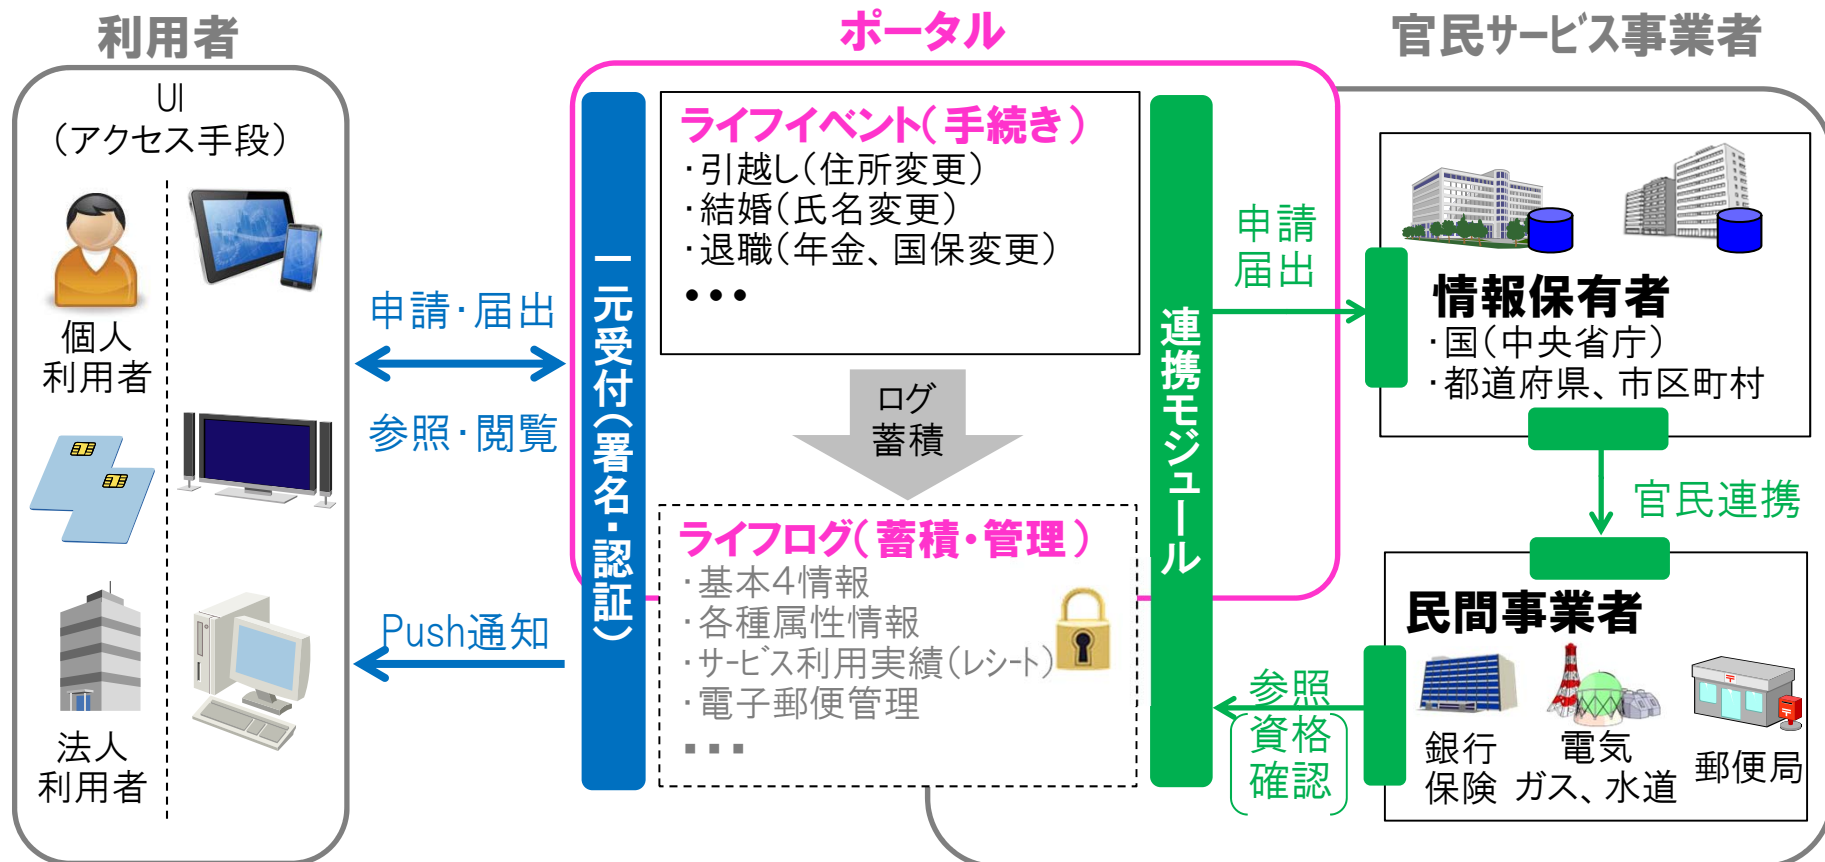 利用者
UI
（アクセス手段）
個人
利用者
法人
利用者
申請・届出
参照・閲覧
Push通知
ポータル
一元受付（署名・認証）
ライフイベント（手続き）
・引越し（住所変更）
・結婚（氏名変更）
・退職（年金、国保変更）
・・・
ログ
蓄積
ライフログ（蓄積・管理）
・基本４情報
・各種属性情報
・サービス利用実績（レシート）
・電子郵便管理
・・・
連携モジュール
申請
届出
参照
資格
確認
官民サービス事業者
情報保有者
・国（中央省庁）
・都道府県、市区町村
官民連携
民間事業者
銀行
保険
電気
ガス、水道
郵便局